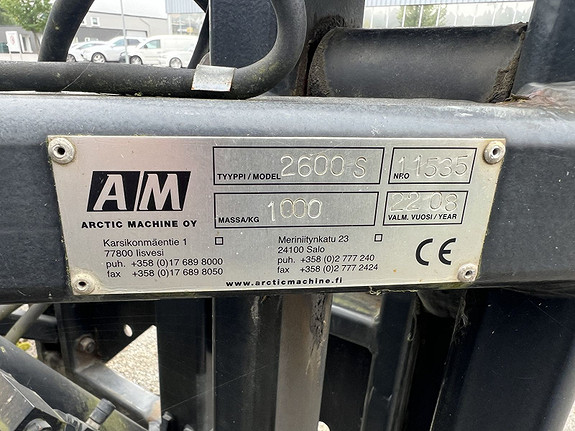 AM
ARCTIC MACHINE OY
TYYPPI / MODEL 2600-S
NRO 11535
MASSA/KG 1000
VALM. VUOSI / YEAR 22 08
Karsikonmäentie 1
77800 Iisvesi
puh. +358 (0)17 689 8000
fax +358 (0)17 689 8050
Meriniitynkatu 23
24100 Salo
puh. +358 (0)2 777 240
fax +358 (0)2 777 2424
CE
www.arcticmachine.fi